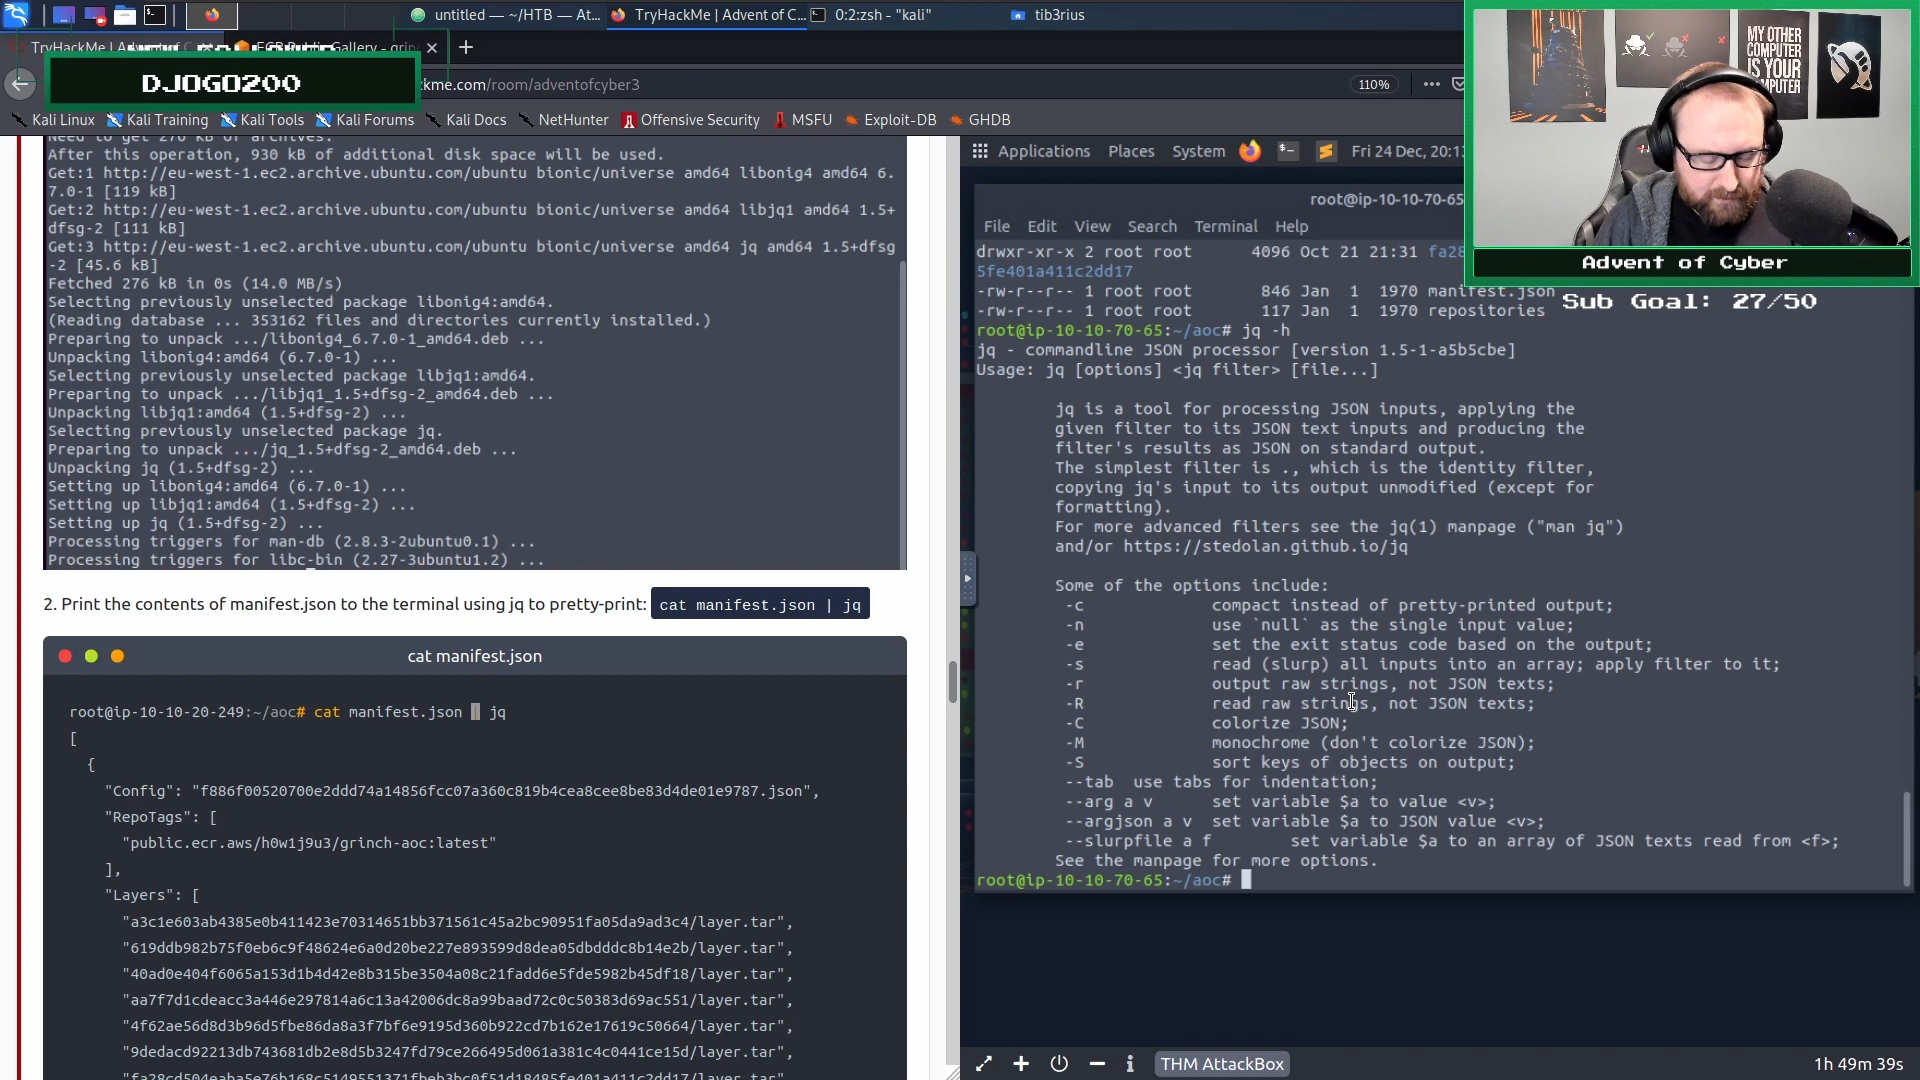 untitled — ~/HTB — At...
TryHackMe | Advent of C...
0:2:zsh - "kali"
tib3rius
TryHackMe | Advent of C
ECR Public Gallery - grin
DJOGO200
kme.com/room/adventofcyber3
110%
Kali Linux
Kali Training
Kali Tools
Kali Forums
Kali Docs
NetHunter
Offensive Security
MSFU
Exploit-DB
GHDB
Need to get 276 kB of archives.
After this operation, 930 kB of additional disk space will be used.
Get:1 http://eu-west-1.ec2.archive.ubuntu.com/ubuntu bionic/universe amd64 libonig4 amd64 6.
7.0-1 [119 kB]
Get:2 http://eu-west-1.ec2.archive.ubuntu.com/ubuntu bionic/universe amd64 libjq1 amd64 1.5+
dfsg-2 [111 kB]
Get:3 http://eu-west-1.ec2.archive.ubuntu.com/ubuntu bionic/universe amd64 jq amd64 1.5+dfsg
-2 [45.6 kB]
Fetched 276 kB in 0s (14.0 MB/s)
Selecting previously unselected package libonig4:amd64.
(Reading database ... 353162 files and directories currently installed.)
Preparing to unpack .../libonig4_6.7.0-1_amd64.deb ...
Unpacking libonig4:amd64 (6.7.0-1) ...
Selecting previously unselected package libjq1:amd64.
Preparing to unpack .../libjq1_1.5+dfsg-2_amd64.deb ...
Unpacking libjq1:amd64 (1.5+dfsg-2) ...
Selecting previously unselected package jq.
Preparing to unpack .../jq_1.5+dfsg-2_amd64.deb ...
Unpacking jq (1.5+dfsg-2) ...
Setting up libonig4:amd64 (6.7.0-1) ...
Setting up libjq1:amd64 (1.5+dfsg-2) ...
Setting up jq (1.5+dfsg-2) ...
Processing triggers for man-db (2.8.3-2ubuntu0.1) ...
Processing triggers for libc-bin (2.27-3ubuntu1.2) ...
2. Print the contents of manifest.json to the terminal using jq to pretty-print: cat manifest.json | jq
cat manifest.json
root@ip-10-10-20-249:~/aoc# cat manifest.json | jq
[
{
"Config": "f886f00520700e2ddd74a14856fcc07a360c819b4cea8cee8be83d4de01e9787.json",
"RepoTags": [
"public.ecr.aws/h0w1j9u3/grinch-aoc:latest"
],
"Layers": [
"a3c1e603ab4385e0b411423e70314651bb371561c45a2bc90951fa05da9ad3c4/layer.tar",
"619ddb982b75f0eb6c9f48624e6a0d20be227e893599d8dea05dbdddc8b14e2b/layer.tar",
"40ad0e404f6065a153d1b4d42e8b315be3504a08c21fadd6e5fde5982b45df18/layer.tar",
"aa7f7d1cdeacc3a446e297814a6c13a42006dc8a99baad72c0c50383d69ac551/layer.tar",
"4f62ae56d8d3b96d5fbe86da8a3f7bf6e9195d360b922cd7b162e17619c50664/layer.tar",
"9dedacd92213db743681db2e8d5b3247fd79ce266495d061a381c4c0441ce15d/layer.tar",
"fa28cd504eaba5e76b168c5149551371fbeb3bc0f51d18485fe401a411c2dd17/layer.tar",
Applications
Places
System
Fri 24 Dec, 20:13
root@ip-10-10-70-65
File
Edit
View
Search
Terminal
Help
drwxr-xr-x 2 root root 4096 Oct 21 21:31 fa28
5fe401a411c2dd17
-rw-r--r-- 1 root root 846 Jan 1 1970 manifest.json
-rw-r--r-- 1 root root 117 Jan 1 1970 repositories
root@ip-10-10-70-65:~/aoc# jq -h
jq - commandline JSON processor [version 1.5-1-a5b5cbe]
Usage: jq [options] <jq filter> [file...]
jq is a tool for processing JSON inputs, applying the
given filter to its JSON text inputs and producing the
filter's results as JSON on standard output.
The simplest filter is ., which is the identity filter,
copying jq's input to its output unmodified (except for
formatting).
For more advanced filters see the jq(1) manpage ("man jq")
and/or https://stedolan.github.io/jq
Some of the options include:
-c compact instead of pretty-printed output;
-n use `null` as the single input value;
-e set the exit status code based on the output;
-s read (slurp) all inputs into an array; apply filter to it;
-r output raw strings, not JSON texts;
-R read raw strings, not JSON texts;
-C colorize JSON;
-M monochrome (don't colorize JSON);
-S sort keys of objects on output;
--tab use tabs for indentation;
--arg a v set variable $a to value <v>;
--argjson a v set variable $a to JSON value <v>;
--slurpfile a f set variable $a to an array of JSON texts read from <f>;
See the manpage for more options.
root@ip-10-10-70-65:~/aoc#
THM AttackBox
1h 49m 39s
MY OTHER
COMPUTER
IS YOUR
COMPUTER
Advent of Cyber
Sub Goal: 27/50